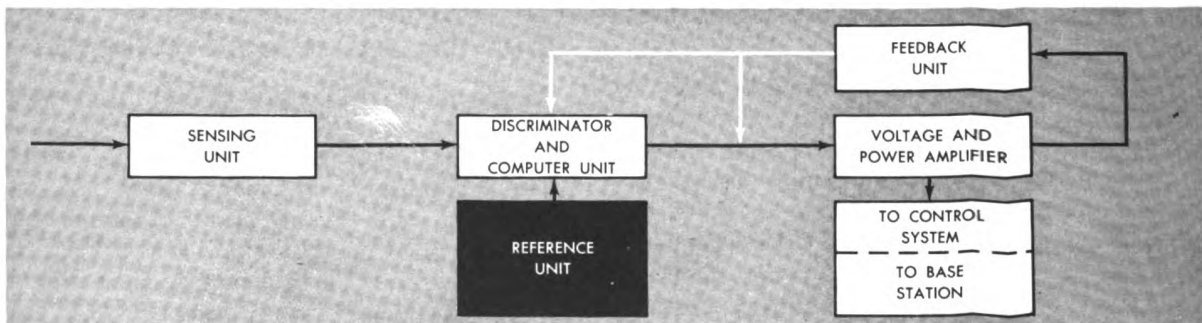 FEEDBACK
UNIT
SENSING
UNIT
DISCRIMINATOR
AND
COMPUTER UNIT
VOLTAGE AND
POWER AMPLIFIER
REFERENCE
UNIT
TO CONTROL
SYSTEM
TO BASE
STATION